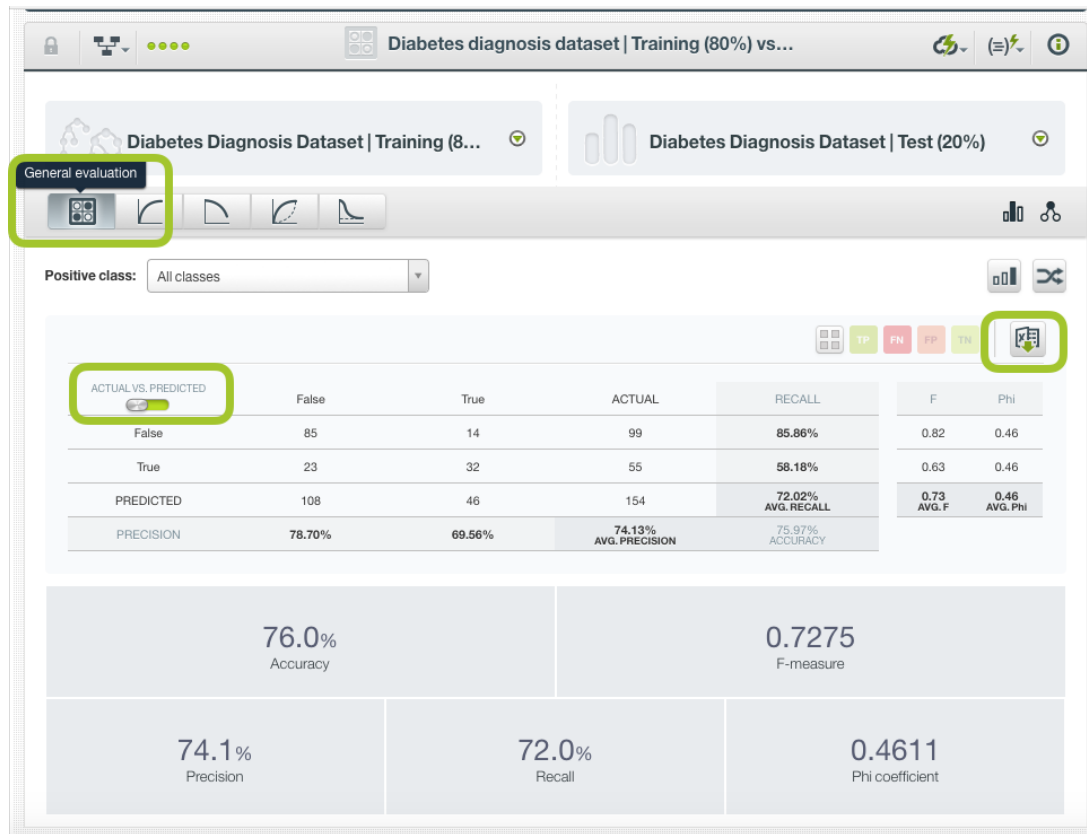 Diabetes diagnosis dataset | Training (80%) vs...
Diabetes Diagnosis Dataset | Training (8...
Diabetes Diagnosis Dataset | Test (20%)
General evaluation
Positive class: All classes
TP FN FP TN
ACTUAL VS. PREDICTED False True ACTUAL RECALL F Phi
False 85 14 99 85.86% 0.82 0.46
True 23 32 55 58.18% 0.63 0.46
PREDICTED 108 46 154 72.02% 0.73 0.46
AVG. RECALL AVG. F AVG. Phi
PRECISION 78.70% 69.56% 74.13% 75.97%
AVG. PRECISION ACCURACY
76.0%
Accuracy
0.7275
F-measure
74.1%
Precision
72.0%
Recall
0.4611
Phi coefficient